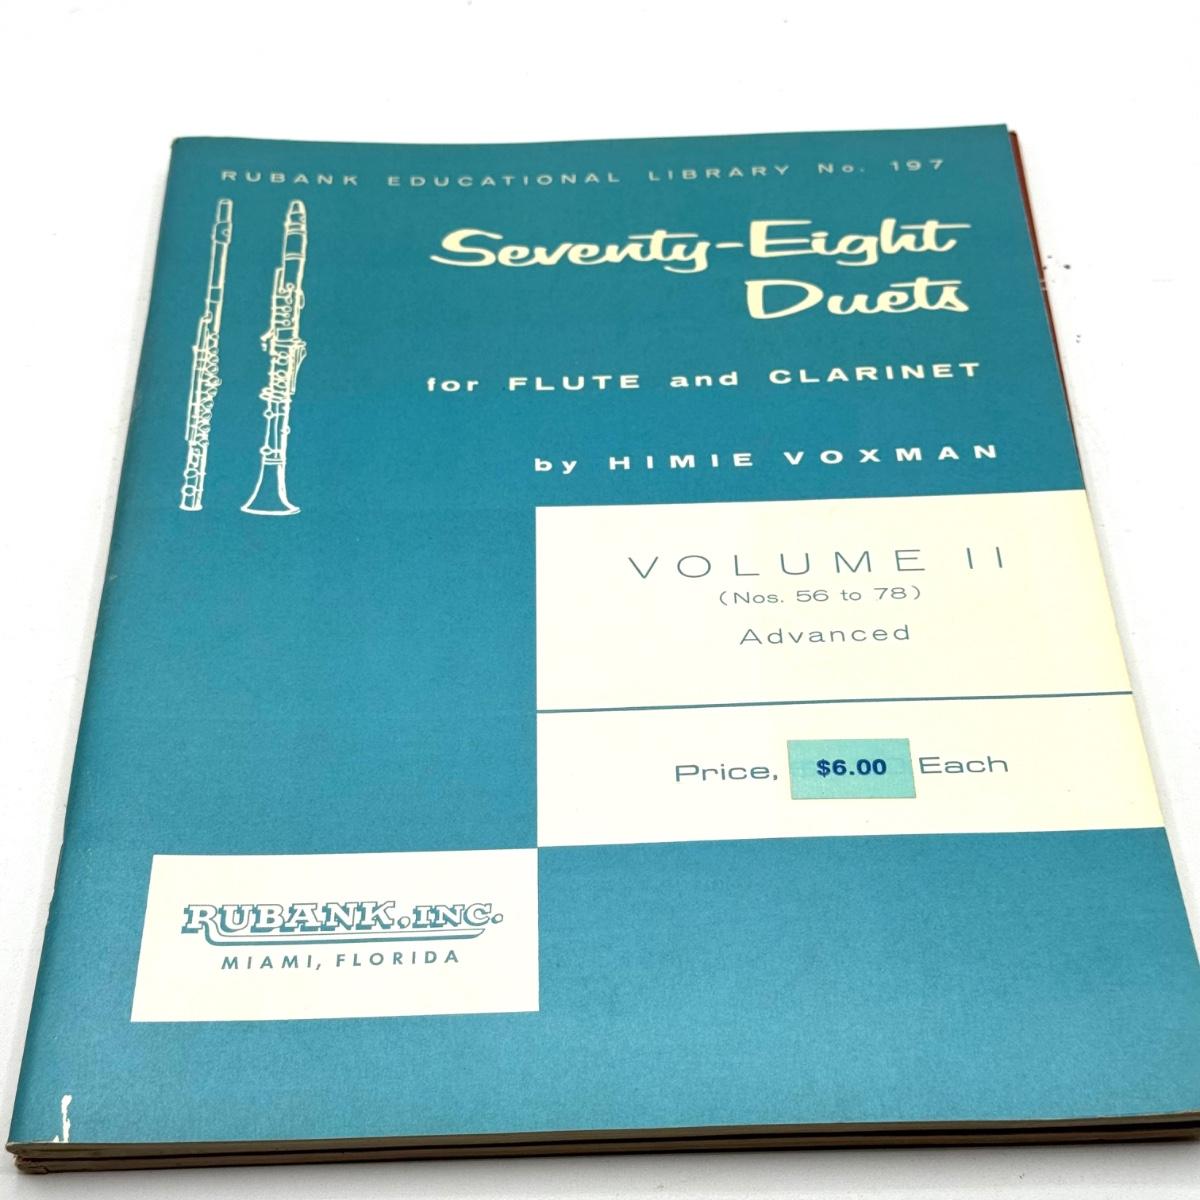 RUBANK EDUCATIONAL LIBRARY No. 197
Seventy-Eight
Duets
for FLUTE and CLARINET
by HIMIE VOXMAN
VOLUME II
(Nos. 56 to 78)
Advanced
Price, $6.00 Each
RUBANK, INC.
MIAMI, FLORIDA